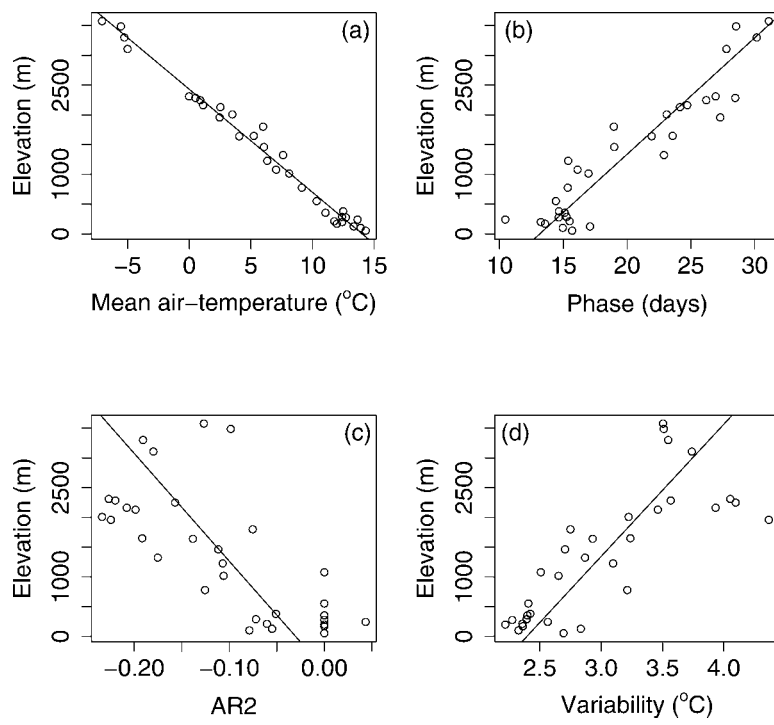 (a)
Elevation (m)
0 1000 2500
−5 0 5 10 15
Mean air−temperature (°C)
(b)
Elevation (m)
0 1000 2500
10 15 20 25 30
Phase (days)
(c)
Elevation (m)
0 1000 2500
−0.20 −0.10 0.00
AR2
(d)
Elevation (m)
0 1000 2500
2.5 3.0 3.5 4.0
Variability (°C)